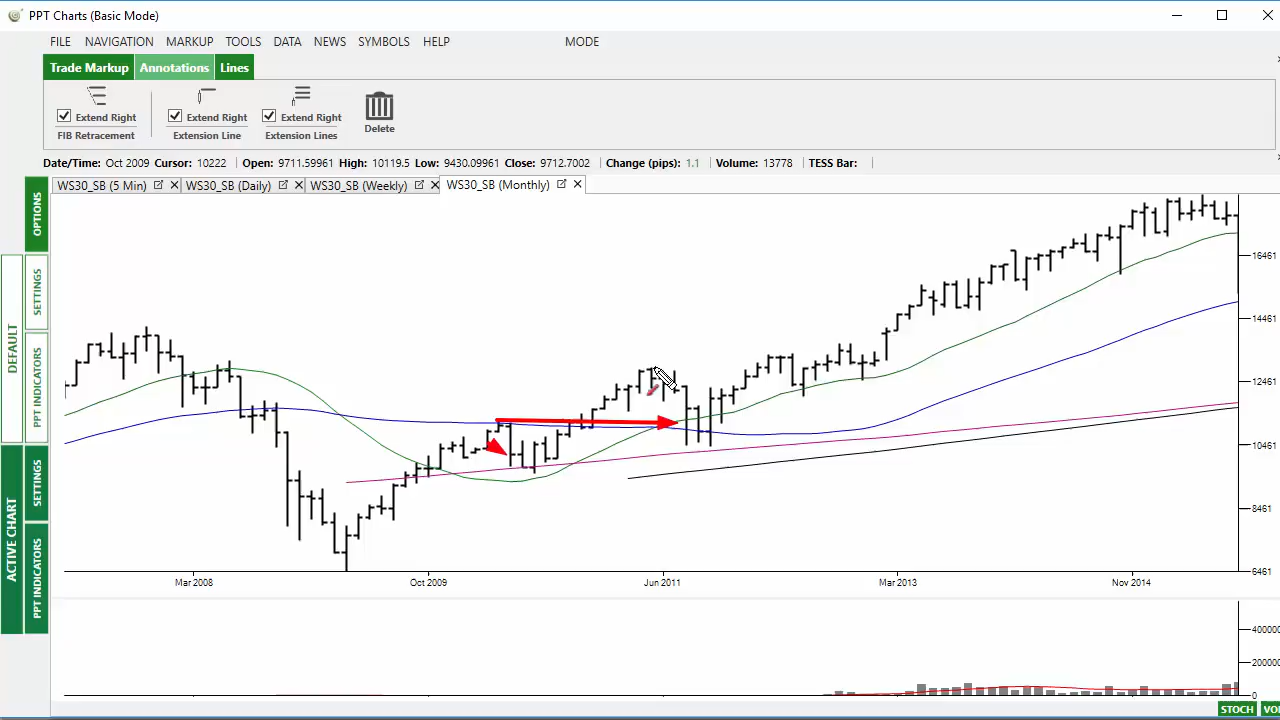 PPT Charts (Basic Mode)
FILE NAVIGATION MARKUP TOOLS DATA NEWS SYMBOLS HELP MODE
Trade Markup Annotations Lines
Extend Right Extend Right Extend Right Delete
FIB Retracement Extension Line Extension Lines
Date/Time: Oct 2009 Cursor: 10222 Open: 9711.59961 High: 10119.5 Low: 9430.09961 Close: 9712.7002 Change (pips): 1.1 Volume: 13778 TESS Bar:
WS30_SB (5 Min) WS30_SB (Daily) WS30_SB (Weekly) WS30_SB (Monthly)
OPTIONS
SETTINGS
PPT INDICATORS
DEFAULT
SETTINGS
PPT INDICATORS
ACTIVE CHART
16461
14461
12461
10461
8461
6461
Mar 2008 Oct 2009 Jun 2011 Mar 2013 Nov 2014
400000
200000
0
STOCH VO